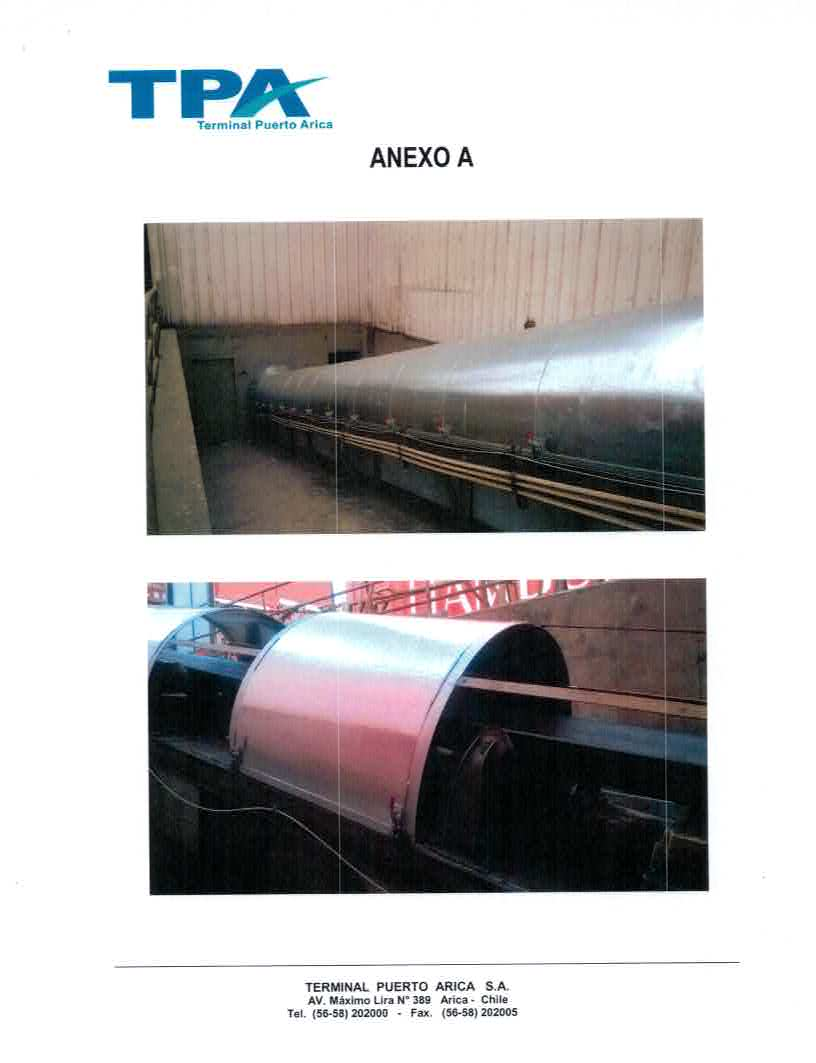 TPA
Terminal Puerto Arica
ANEXO A
TERMINAL PUERTO ARICA S.A.
AV. Máximo Lira N° 389 Arica - Chile
Tel. (56-58) 202000 - Fax. (56-58) 202005